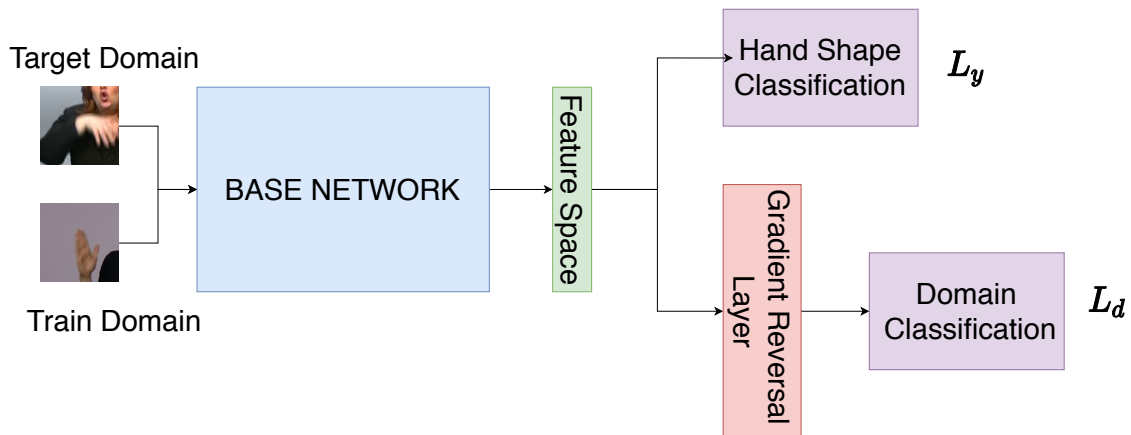 Target Domain
Train Domain
BASE NETWORK
Feature Space
Hand Shape
Classification
L_y
Gradient Reversal
Layer
Domain
Classification
L_d